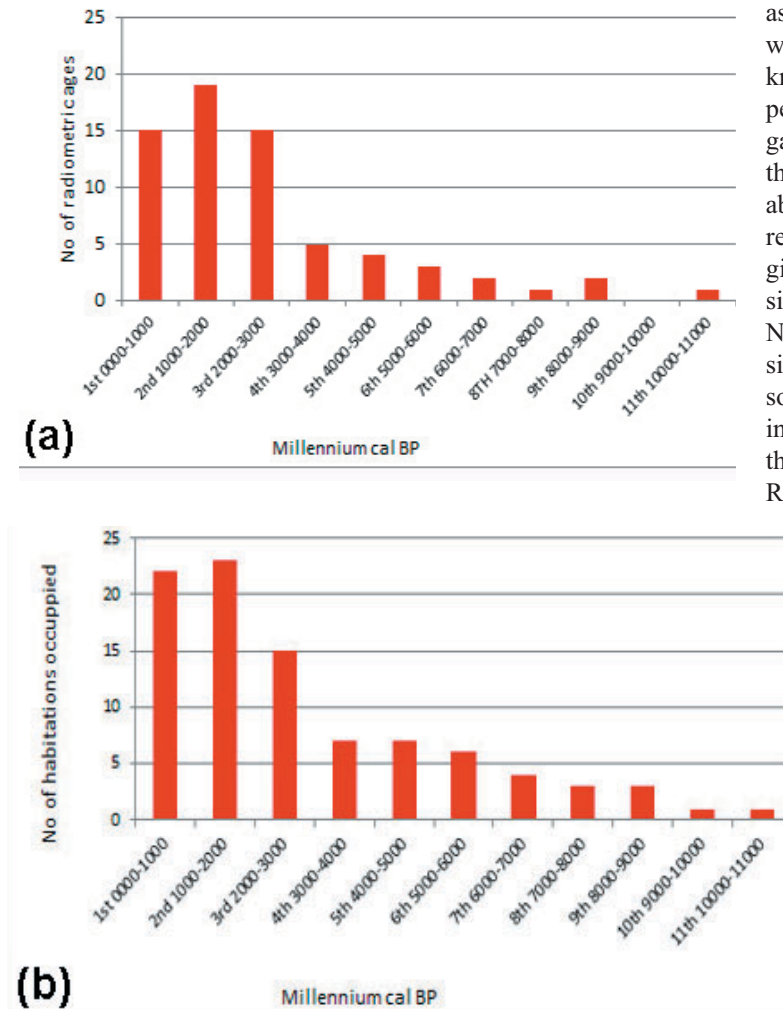 25
20
15
10
5
0
No of radiometric ages
1st 0000-1000
2nd 1000-2000
3rd 2000-3000
4th 3000-4000
5th 4000-5000
6th 5000-6000
7th 6000-7000
8TH 7000-8000
9th 8000-9000
10th 9000-10000
11th 10000-11000
(a)
Millennium cal BP
as
pe
ga
th
ab
re
gi
si
N
si
in
th
R
25
20
15
10
5
0
No of habitations occuppied
1st 0000-1000
2nd 1000-2000
3rd 2000-3000
4th 3000-4000
5th 4000-5000
6th 5000-6000
7th 6000-7000
8th 7000-8000
9th 8000-9000
10th 9000-10000
11th 10000-11000
(b)
Millennium cal BP